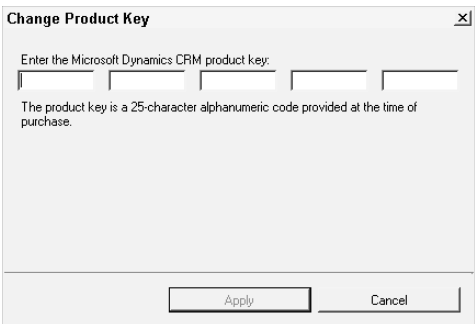 Change Product Key
Enter the Microsoft Dynamics CRM product key:
The product key is a 25-character alphanumeric code provided at the time of
purchase.
Apply
Cancel